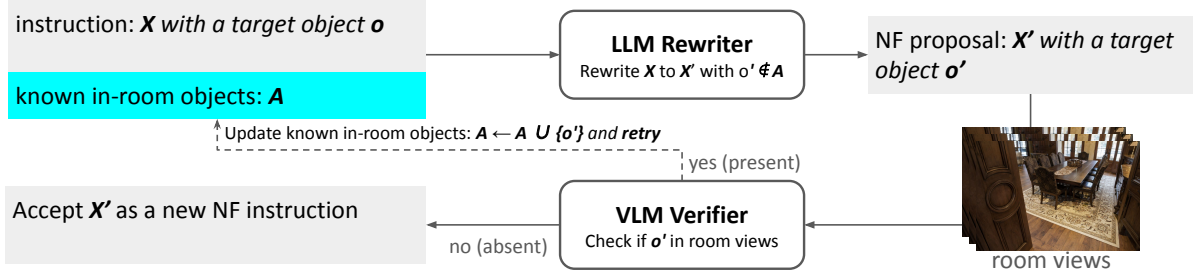 instruction: X with a target object o
known in-room objects: A
LLM Rewriter
Rewrite X to X' with o' ∉ A
NF proposal: X' with a target
object o'
Update known in-room objects: A ← A ∪ {o'} and retry
yes (present)
Accept X' as a new NF instruction
no (absent)
VLM Verifier
Check if o' in room views
room views